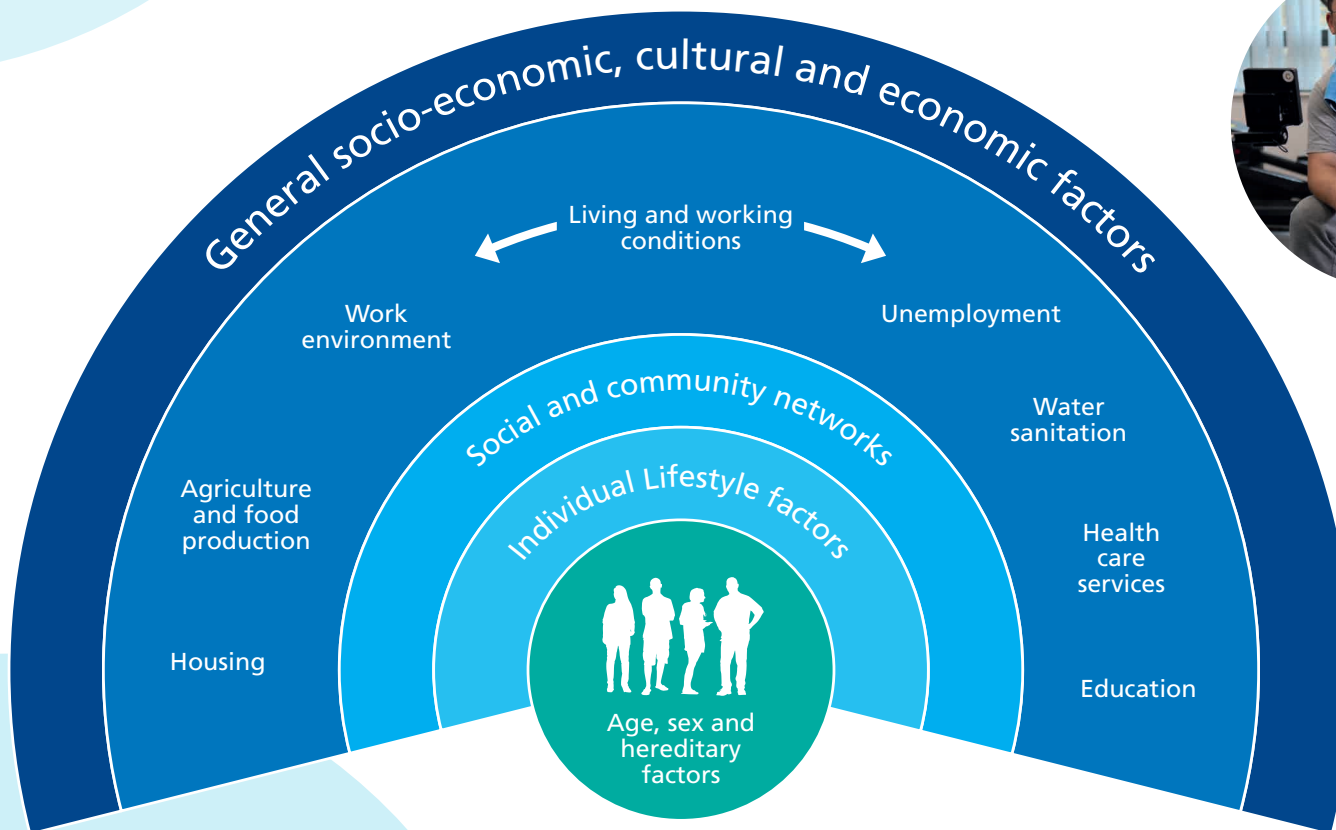 General socio-economic, cultural and economic factors
Living and working
conditions
Work
environment
Unemployment
Social and community networks
Water
sanitation
Individual Lifestyle factors
Agriculture
and food
production
Health
care
services
Housing
Education
Age, sex and
hereditary
factors